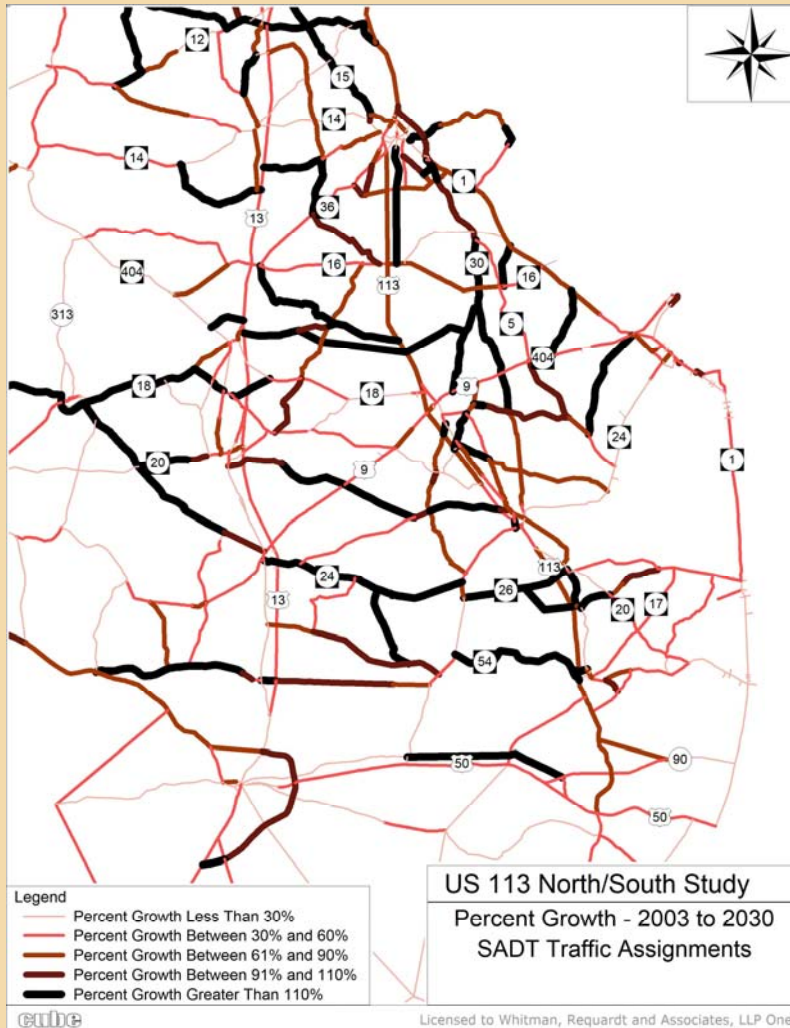 12
15
14
14
1
36
13
30
404
16
16
113
313
5
404
18
18
9
24
20
9
1
113
24
26
13
20
17
54
50
90
50
US 113 North/South Study
Percent Growth - 2003 to 2030
SADT Traffic Assignments
Legend
Percent Growth Less Than 30%
Percent Growth Between 30% and 60%
Percent Growth Between 61% and 90%
Percent Growth Between 91% and 110%
Percent Growth Greater Than 110%
cube
Licensed to Whitman, Requardt and Associates, LLP One